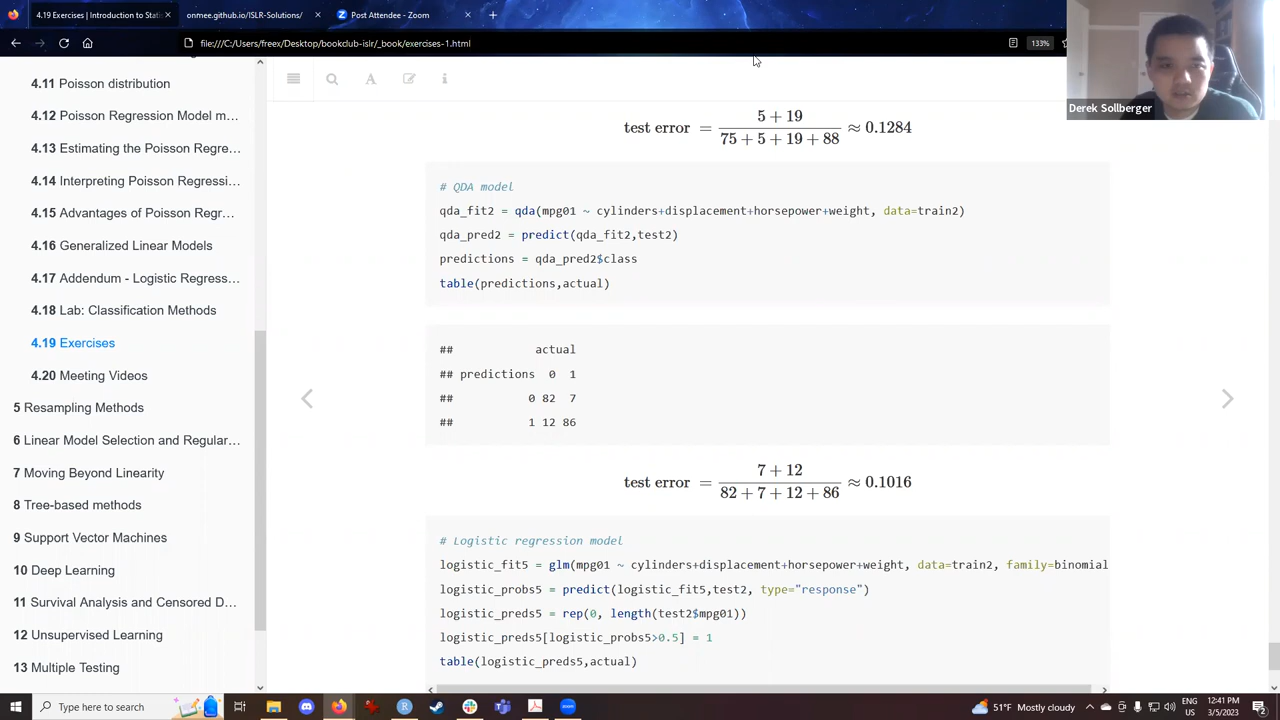 4.19 Exercises | Introduction to Stati
onmee.github.io/ISLR-Solutions/
Post Attendee - Zoom
file:///C:/Users/freex/Desktop/bookclub-islr/_book/exercises-1.html
133%
Derek Sollberger
4.11 Poisson distribution
4.12 Poisson Regression Model m…
4.13 Estimating the Poisson Regre…
4.14 Interpreting Poisson Regressi…
4.15 Advantages of Poisson Regr…
4.16 Generalized Linear Models
4.17 Addendum - Logistic Regress…
4.18 Lab: Classification Methods
4.19 Exercises
4.20 Meeting Videos
5 Resampling Methods
6 Linear Model Selection and Regular…
7 Moving Beyond Linearity
8 Tree-based methods
9 Support Vector Machines
10 Deep Learning
11 Survival Analysis and Censored D…
12 Unsupervised Learning
13 Multiple Testing
test error = 5 + 19 / 75 + 5 + 19 + 88 ≈ 0.1284
# QDA model
qda_fit2 = qda(mpg01 ~ cylinders+displacement+horsepower+weight, data=train2)
qda_pred2 = predict(qda_fit2,test2)
predictions = qda_pred2$class
table(predictions,actual)
## actual
## predictions 0 1
## 0 82 7
## 1 12 86
test error = 7 + 12 / 82 + 7 + 12 + 86 ≈ 0.1016
# Logistic regression model
logistic_fit5 = glm(mpg01 ~ cylinders+displacement+horsepower+weight, data=train2, family=binomial
logistic_probs5 = predict(logistic_fit5,test2, type="response")
logistic_preds5 = rep(0, length(test2$mpg01))
logistic_preds5[logistic_probs5>0.5] = 1
table(logistic_preds5,actual)
Type here to search
51°F Mostly cloudy
ENG
US
12:41 PM
3/5/2023